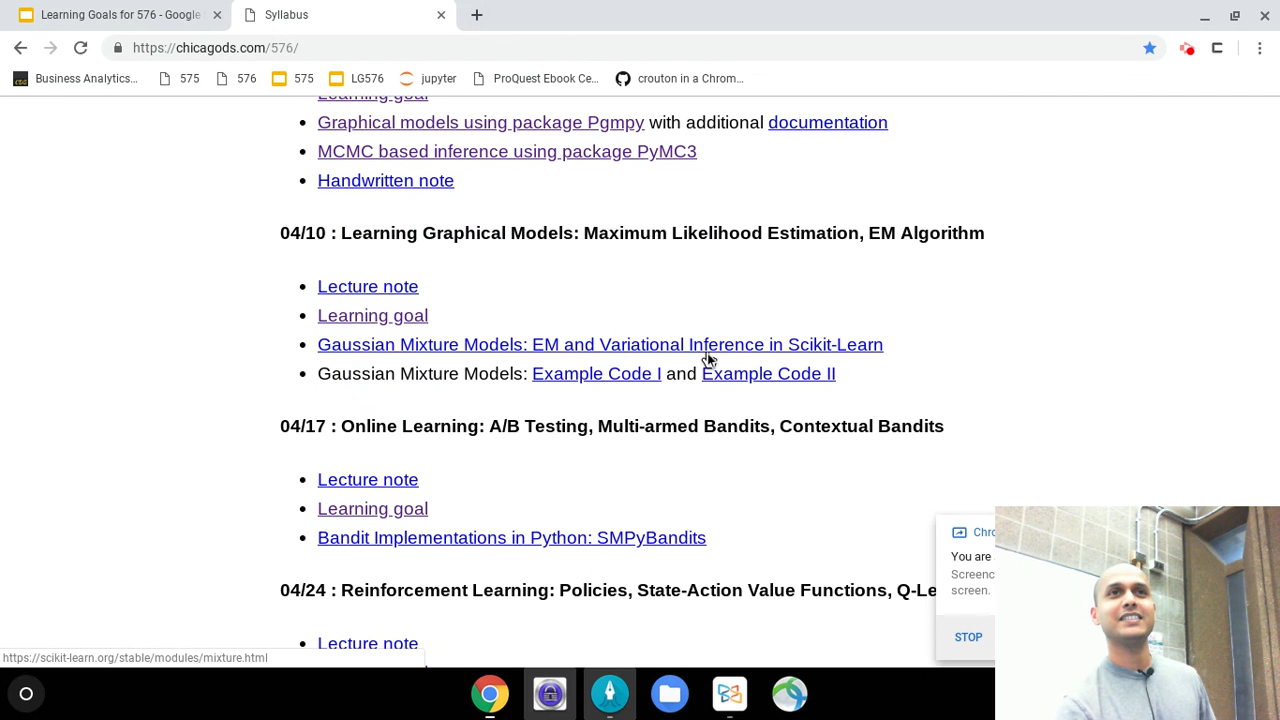 Learning Goals for 576 - Google
Syllabus
https://chicagods.com/576/
Business Analytics...
575
576
575
LG576
jupyter
ProQuest Ebook Ce...
crouton in a Chrom...
Learning goal
• Graphical models using package Pgmpy with additional documentation
• MCMC based inference using package PyMC3
• Handwritten note
04/10 : Learning Graphical Models: Maximum Likelihood Estimation, EM Algorithm
• Lecture note
• Learning goal
• Gaussian Mixture Models: EM and Variational Inference in Scikit-Learn
• Gaussian Mixture Models: Example Code I and Example Code II
04/17 : Online Learning: A/B Testing, Multi-armed Bandits, Contextual Bandits
• Lecture note
• Learning goal
• Bandit Implementations in Python: SMPyBandits
Chro
You are
Screenc
screen.
04/24 : Reinforcement Learning: Policies, State-Action Value Functions, Q-Le
STOP
• Lecture note
https://scikit-learn.org/stable/modules/mixture.html